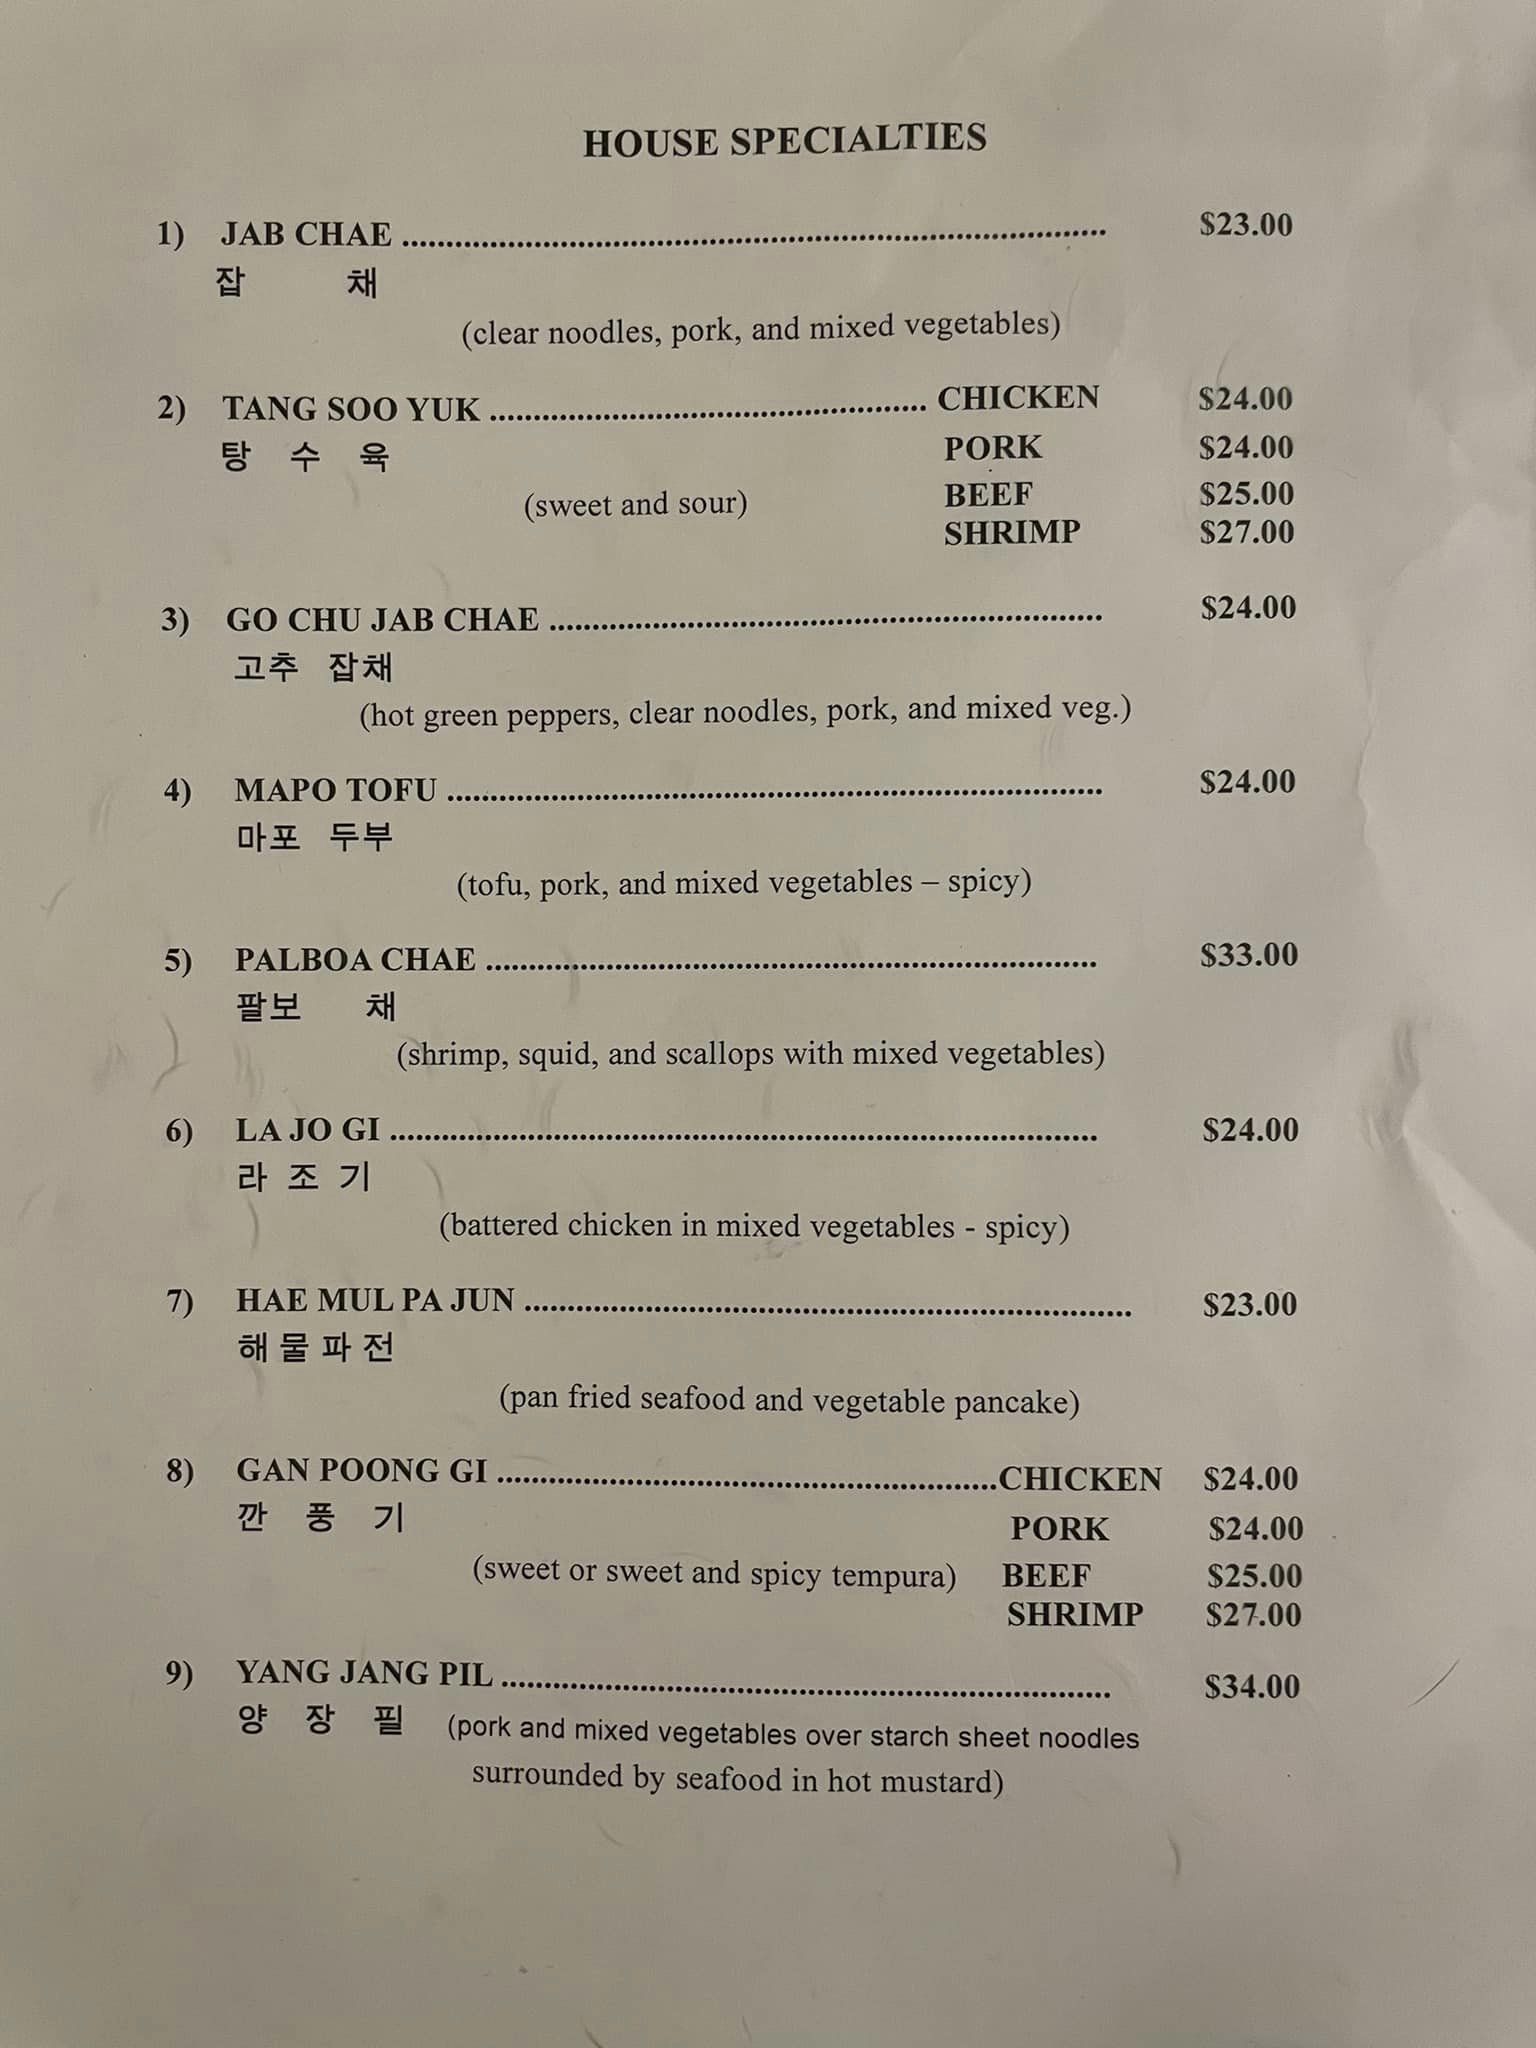 HOUSE SPECIALTIES
1) JAB CHAE ........................................................................ $23.00
잡 채
(clear noodles, pork, and mixed vegetables)
2) TANG SOO YUK ................................................ CHICKEN $24.00
탕 수 육 PORK $24.00
(sweet and sour) BEEF $25.00
SHRIMP $27.00
3) GO CHU JAB CHAE ................................................................ $24.00
고추 잡채
(hot green peppers, clear noodles, pork, and mixed veg.)
4) MAPO TOFU ........................................................................ $24.00
마포 두부
(tofu, pork, and mixed vegetables – spicy)
5) PALBOA CHAE .................................................................... $33.00
팔보 채
(shrimp, squid, and scallops with mixed vegetables)
6) LA JO GI .............................................................................. $24.00
라 조 기
(battered chicken in mixed vegetables - spicy)
7) HAE MUL PA JUN .................................................................. $23.00
해 물 파 전
(pan fried seafood and vegetable pancake)
8) GAN POONG GI .......................................................CHICKEN $24.00
깐 풍 기 PORK $24.00
(sweet or sweet and spicy tempura) BEEF $25.00
SHRIMP $27.00
9) YANG JANG PIL .................................................................... $34.00
양 장 필 (pork and mixed vegetables over starch sheet noodles
surrounded by seafood in hot mustard)